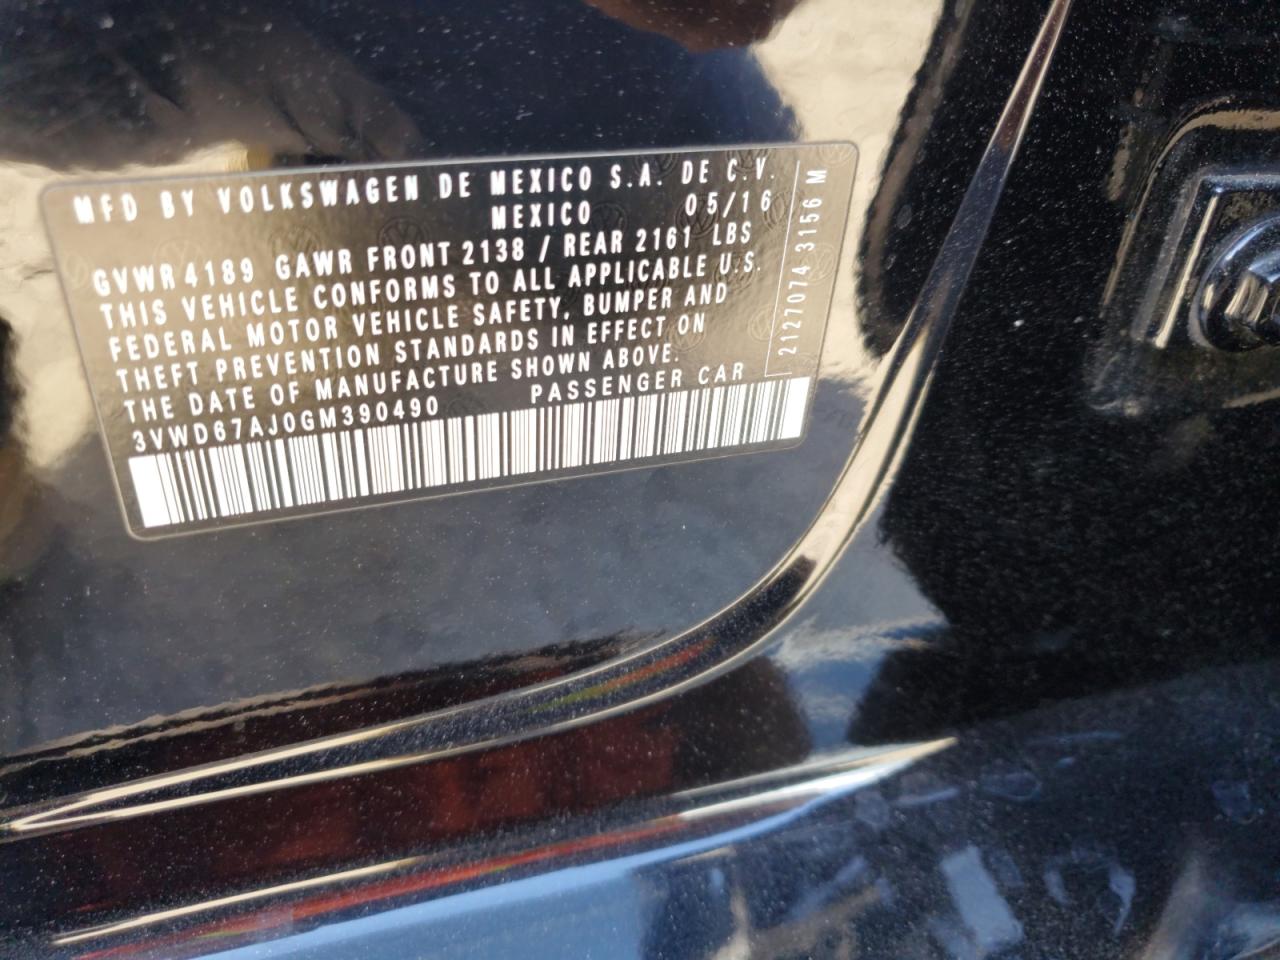 MFD BY VOLKSWAGEN DE MEXICO S.A. DE C.V.
MEXICO 05/16
GVWR 4189 GAWR FRONT 2138 / REAR 2161 LBS
THIS VEHICLE CONFORMS TO ALL APPLICABLE U.S.
FEDERAL MOTOR VEHICLE SAFETY, BUMPER AND
THEFT PREVENTION STANDARDS IN EFFECT ON
THE DATE OF MANUFACTURE SHOWN ABOVE.
3VWD67AJ0GM390490 PASSENGER CAR
2127074 3156 M